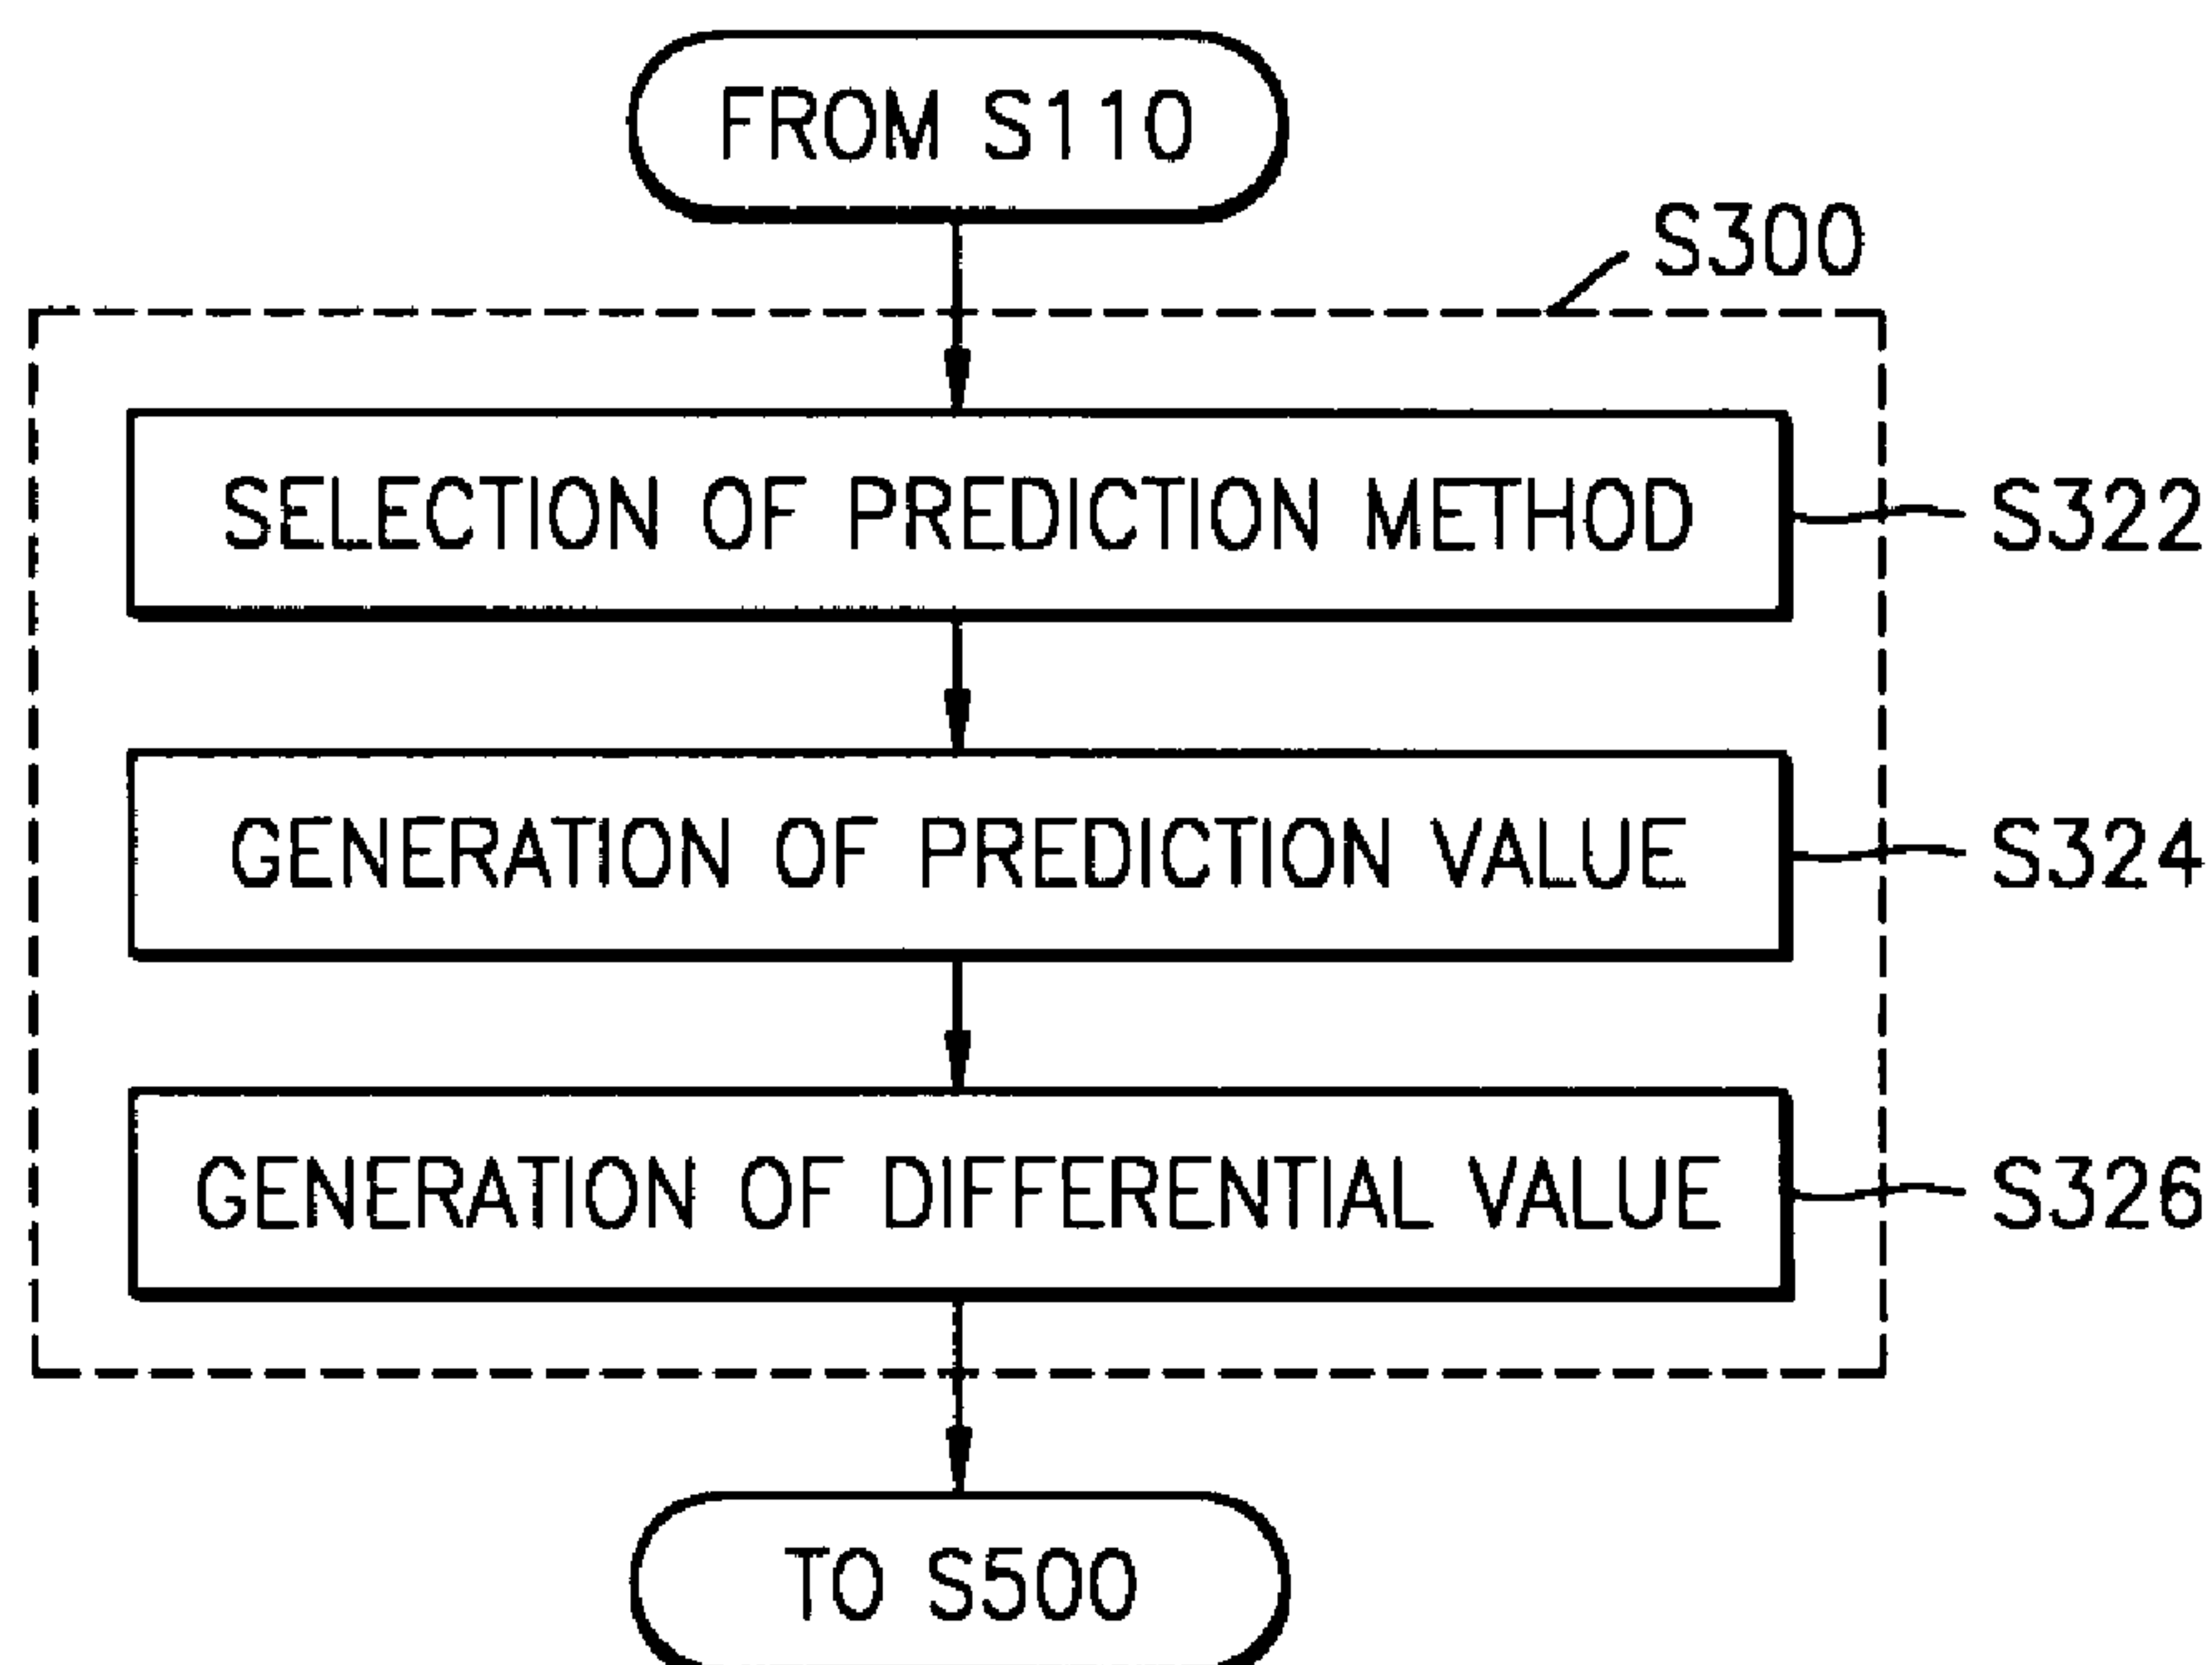 FROM S110
S300
SELECTION OF PREDICTION METHOD
S322
GENERATION OF PREDICTION VALUE
S324
GENERATION OF DIFFERENTIAL VALUE
S326
TO S500